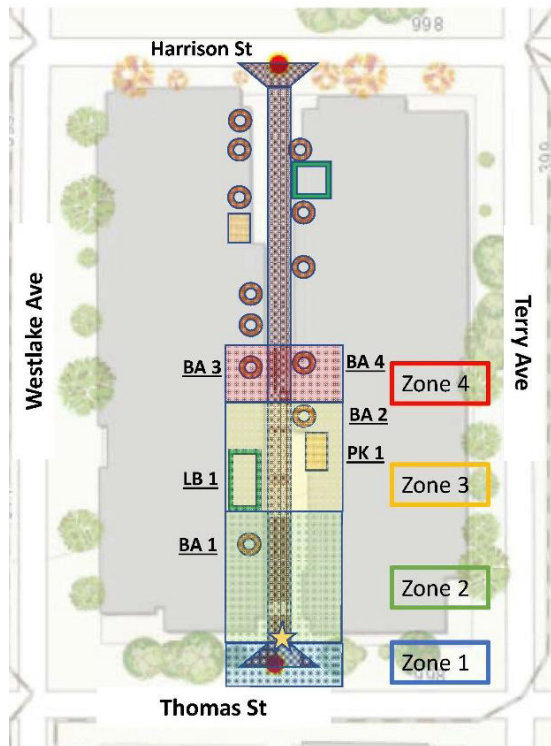 998
Harrison St
Westlake Ave
Terry Ave
BA 3
BA 4
Zone 4
BA 2
PK 1
LB 1
Zone 3
BA 1
Zone 2
Zone 1
Thomas St